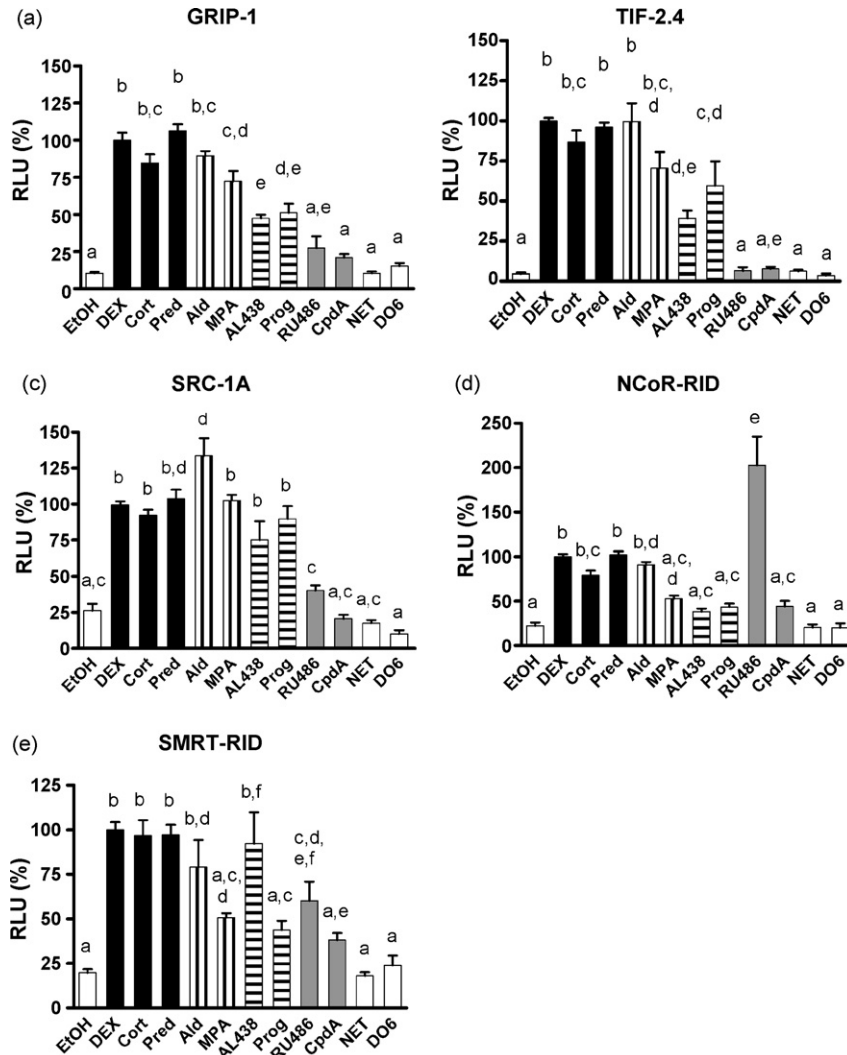 (a)
GRIP-1
RLU (%)
150
125
100
75
50
25
0
a
b
b,c
b
b,c
c,d
e
d,e
a,e
a
a
a
EtOH
DEX
Cort
Pred
Ald
MPA
AL438
Prog
RU486
CpdA
NET
DO6
TIF-2.4
RLU (%)
150
125
100
75
50
25
0
a
b
b,c
b
b
b,c,
d
d,e
c,d
a
a,e
a
a
EtOH
DEX
Cort
Pred
Ald
MPA
AL438
Prog
RU486
CpdA
NET
DO6
(c)
SRC-1A
RLU (%)
150
125
100
75
50
25
0
a,c
b
b
b,d
d
b
b
b
c
a,c
a,c
a
EtOH
DEX
Cort
Pred
Ald
MPA
AL438
Prog
RU486
CpdA
NET
DO6
(d)
NCoR-RID
RLU (%)
250
200
150
100
50
0
a
b
b,c
b
b,d
a,c,
d
a,c
a,c
e
a,c
a
a
EtOH
DEX
Cort
Pred
Ald
MPA
AL438
Prog
RU486
CpdA
NET
DO6
(e)
SMRT-RID
RLU (%)
125
100
75
50
25
0
a
b
b
b
b,d
a,c,
d
b,f
a,c
c,d,
e,f
a,e
a
a
EtOH
DEX
Cort
Pred
Ald
MPA
AL438
Prog
RU486
CpdA
NET
DO6